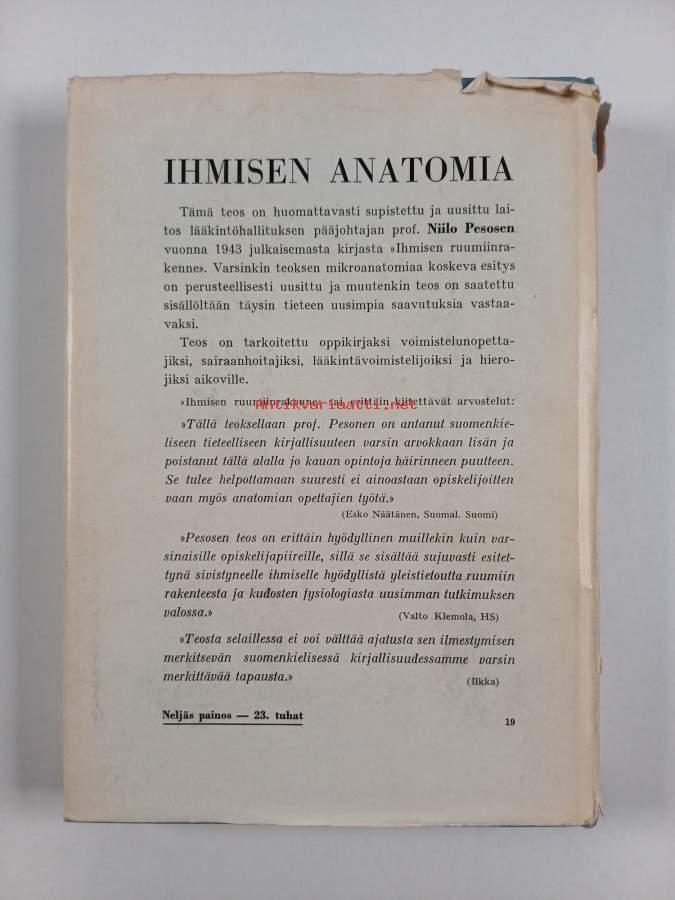 IHMISEN ANATOMIA
Tämä teos on huomattavasti supistettu ja uusittu lai-
tos lääkintöhallituksen pääjohtajan prof. Niilo Pesosen
vuonna 1943 julkaisemasta kirjasta »Ihmisen ruumiinra-
kenne». Varsinkin teoksen mikroanatomiaa koskeva esitys
on perusteellisesti uusittu ja muutenkin teos on saatettu
sisällöltään täysin tieteen uusimpia saavutuksia vastaa-
vaksi.
Teos on tarkoitettu oppikirjaksi voimistelunopetta-
jiksi, sairaanhoitajiksi, lääkintävoimistelijoiksi ja hiero-
jiksi aikoville.
»Ihmisen ruumiinrakenne» sai erittäin kiitettävät arvostelut:
Antikvariaatti.net
»Tällä teoksellaan prof. Pesonen on antanut suomenkie-
liseen tieteelliseen kirjallisuuteen varsin arvokkaan lisän ja
poistanut tällä alalla jo kauan opintoja häirinneen puutteen.
Se tulee helpottamaan suuresti ei ainoastaan opiskelijoitten
vaan myös anatomian opettajien työtä.»
(Esko Näätänen, Suomal. Suomi)
»Pesosen teos on erittäin hyödyllinen muillekin kuin var-
sinaisille opiskelijapiireille, sillä se sisältää sujuvasti esitet-
tynä sivistyneelle ihmiselle hyödyllistä yleistietoutta ruumiin
rakenteesta ja kudosten fysiologiasta uusimman tutkimuksen
valossa.»
(Valto Klemola, HS)
»Teosta selaillessa ei voi välttää ajatusta sen ilmestymisen
merkitsevän suomenkielisessä kirjallisuudessamme varsin
merkittävää tapausta.»
(Ilkka)
Neljäs painos — 23. tuhat
19